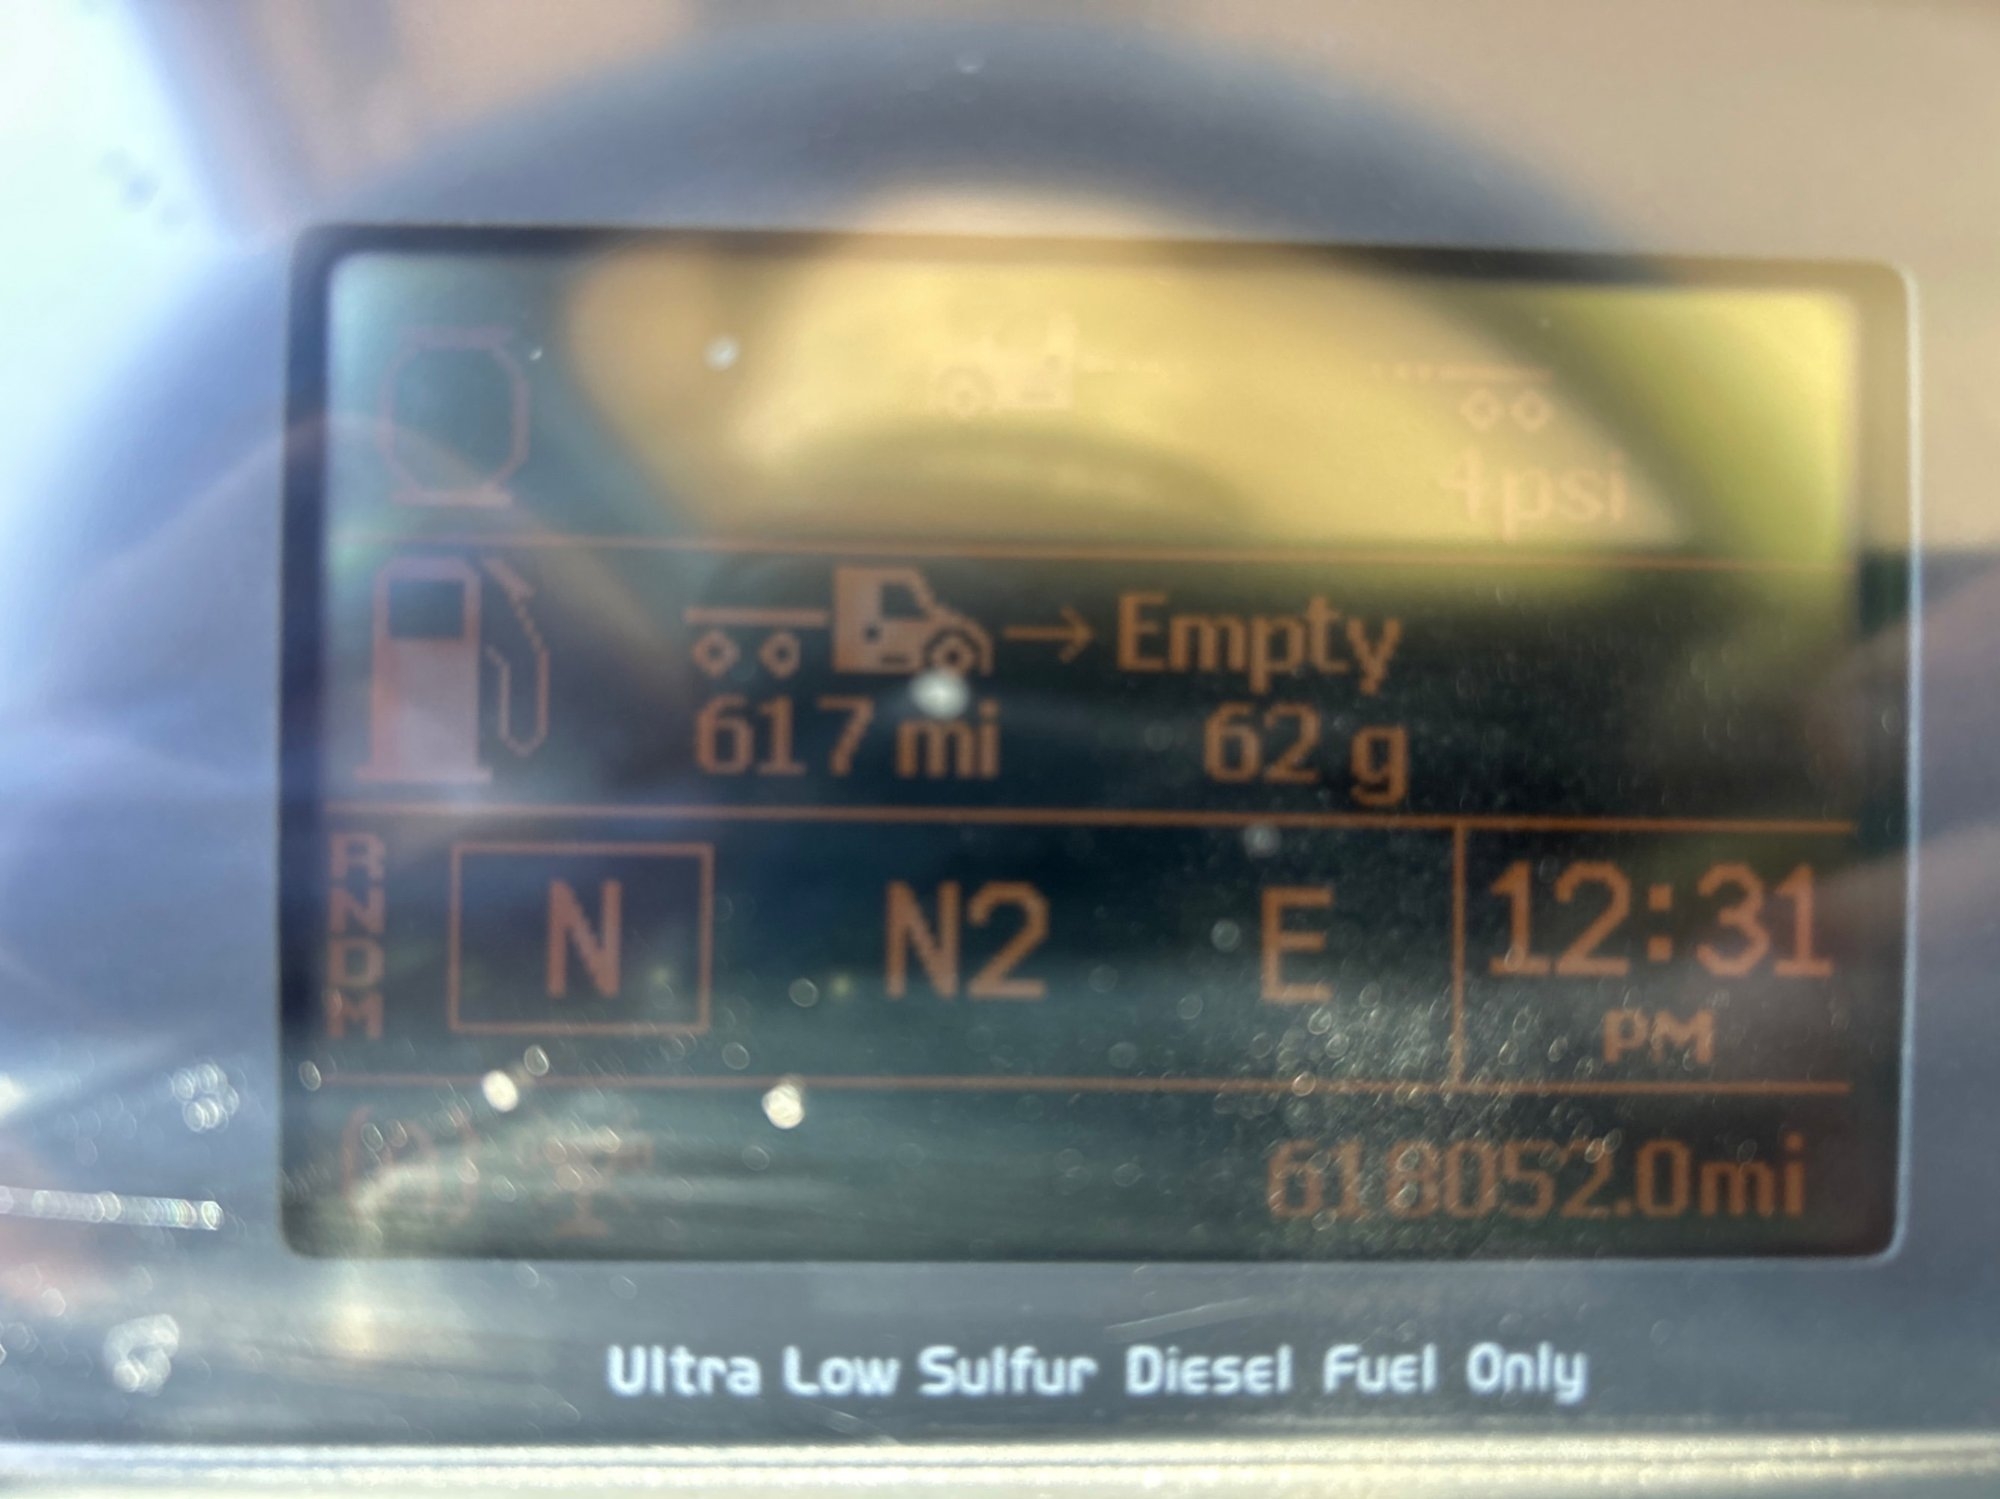 4psi
Empty
617 mi 62 g
RNDM N N2 E 12:31
PM
618052.0mi
Ultra Low Sulfur Diesel Fuel Only